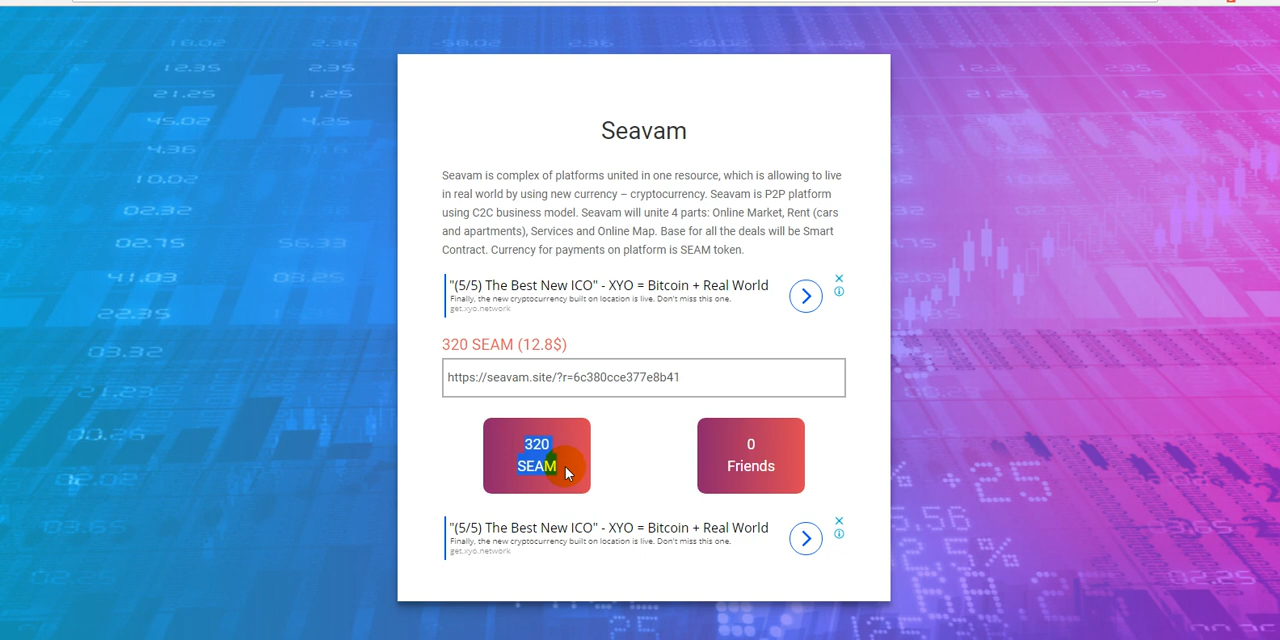 Seavam
Seavam is complex of platforms united in one resource, which is allowing to live
in real world by using new currency – cryptocurrency. Seavam is P2P platform
using C2C business model. Seavam will unite 4 parts: Online Market, Rent (cars
and apartments), Services and Online Map. Base for all the deals will be Smart
Contract. Currency for payments on platform is SEAM token.
"(5/5) The Best New ICO" - XYO = Bitcoin + Real World
Finally, the new cryptocurrency built on location is live. Don't miss this one.
get.xyo.network
320 SEAM (12.8$)
https://seavam.site/?r=6c380cce377e8b41
320
SEAM
0
Friends
"(5/5) The Best New ICO" - XYO = Bitcoin + Real World
Finally, the new cryptocurrency built on location is live. Don't miss this one.
get.xyo.network